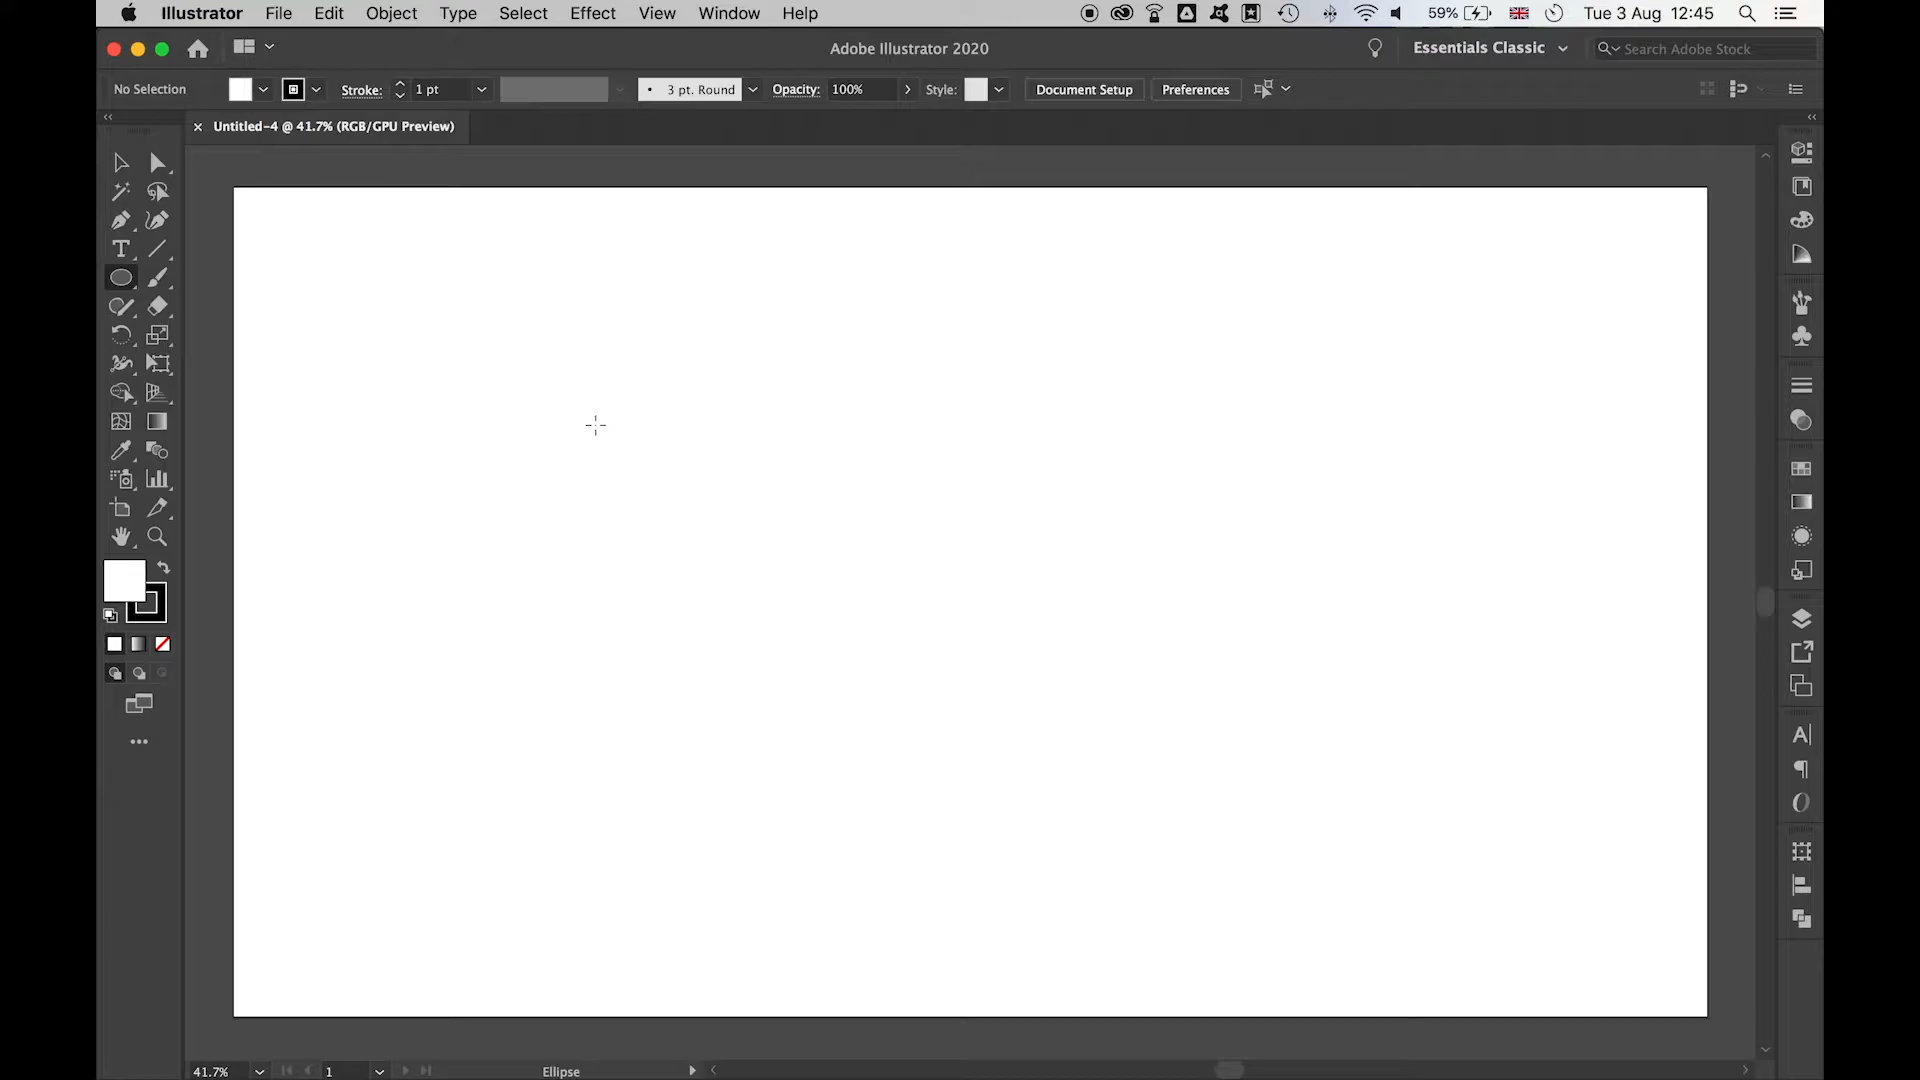 Illustrator File Edit Object Type Select Effect View Window Help 59% Tue 3 Aug 12:45
Adobe Illustrator 2020 Essentials Classic Search Adobe Stock
No Selection Stroke: 1 pt 3 pt. Round Opacity: 100% Style: Document Setup Preferences
Untitled-4 @ 41.7% (RGB/GPU Preview)
41.7% 1 Ellipse